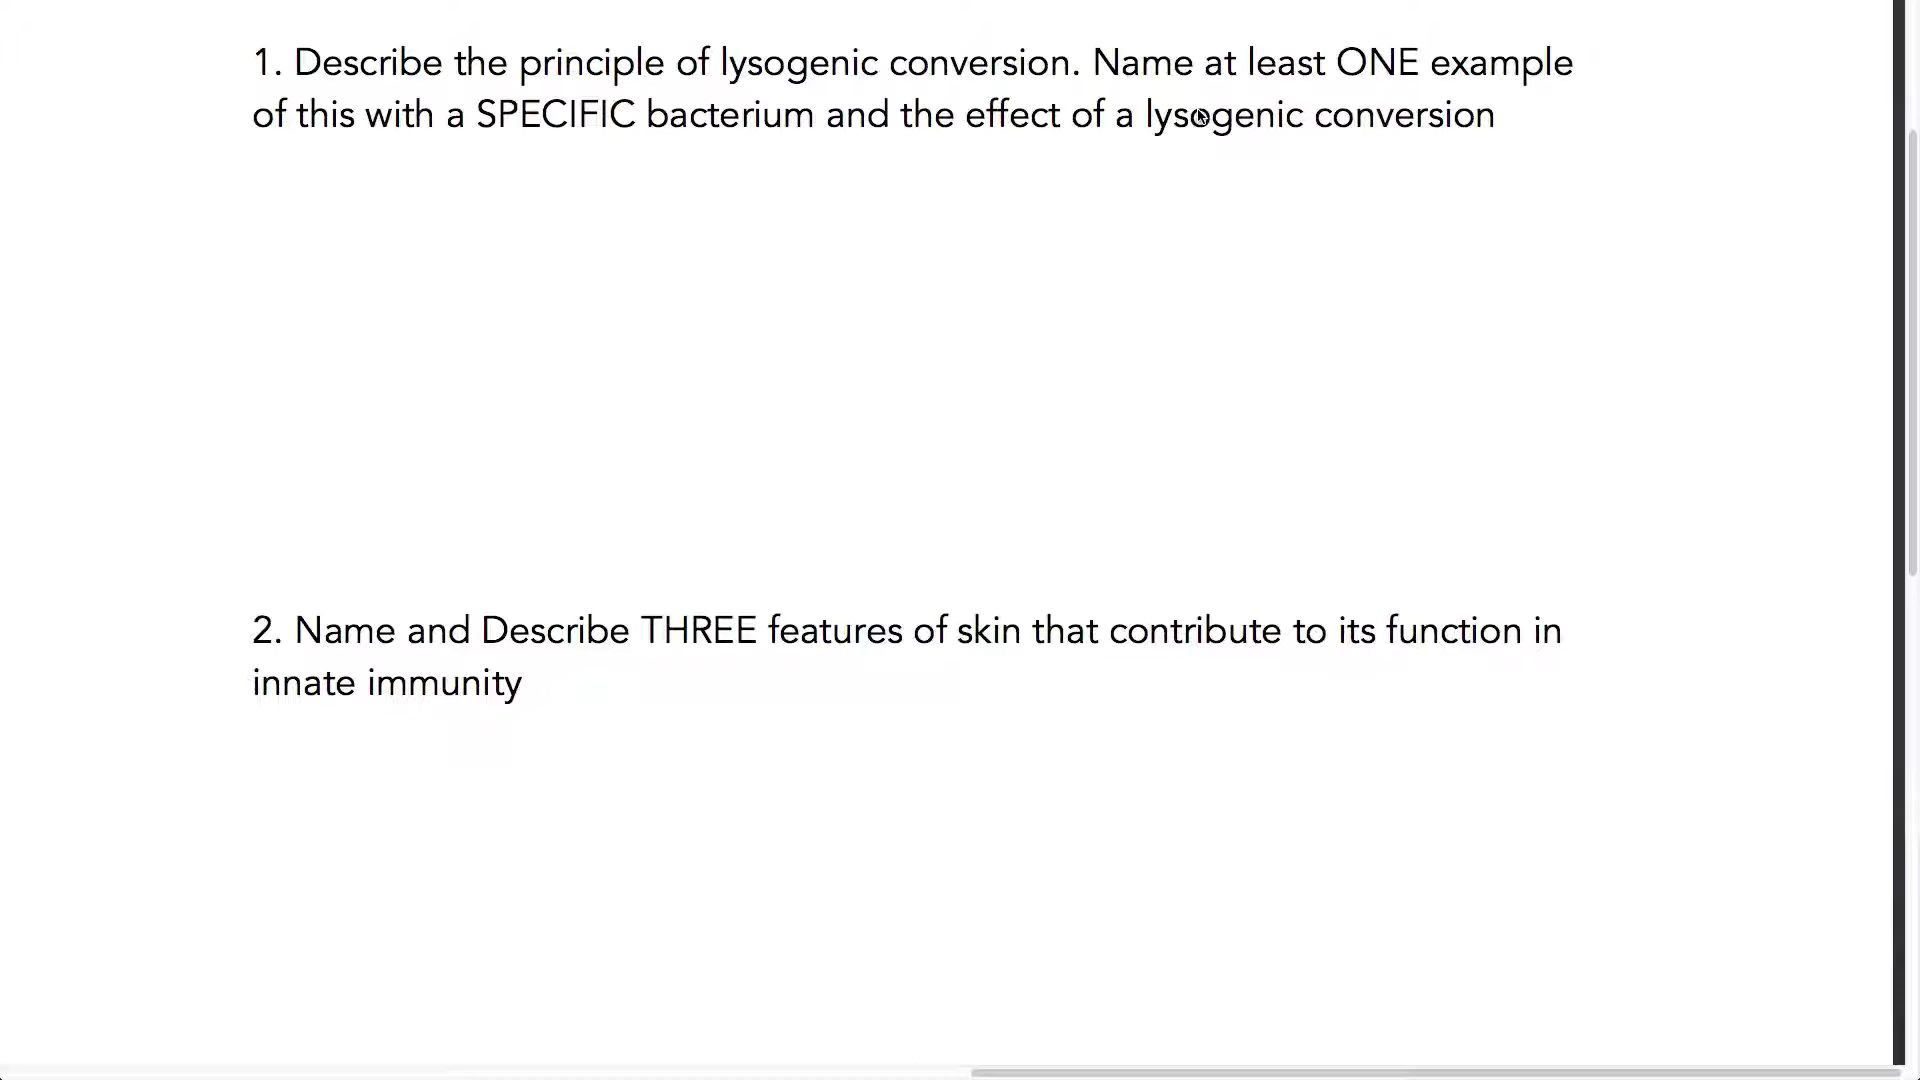 1. Describe the principle of lysogenic conversion. Name at least ONE example
of this with a SPECIFIC bacterium and the effect of a lysogenic conversion
2. Name and Describe THREE features of skin that contribute to its function in
innate immunity